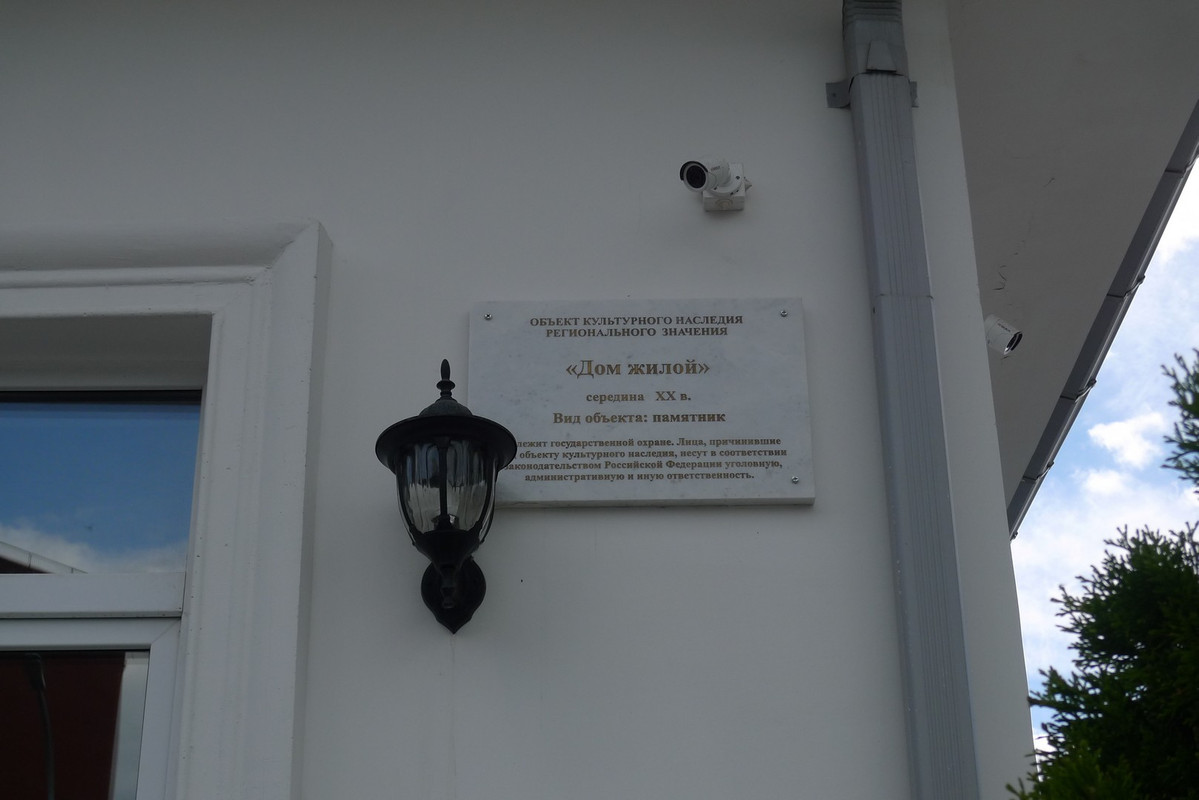 ОБЪЕКТ КУЛЬТУРНОГО НАСЛЕДИЯ
РЕГИОНАЛЬНОГО ЗНАЧЕНИЯ
«Дом жилой»
середина XX в.
Вид объекта: памятник
лежит государственной охране. Лица, причинившие
объекту культурного наследия, несут в соответствии
законодательством Российской Федерации уголовную,
административную и иную ответственность.